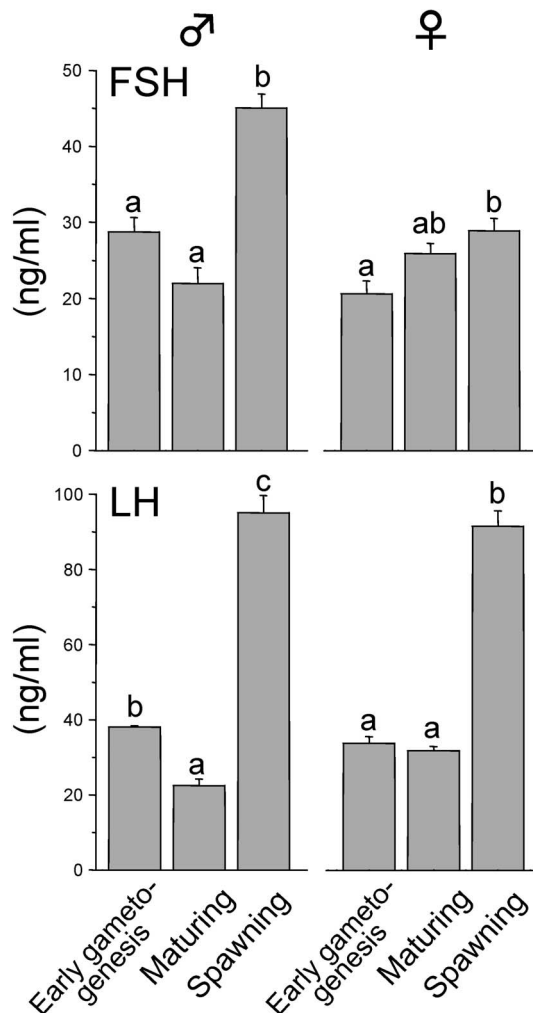 ♂ ♀
FSH
(ng/ml)
50
40
30
20
10
0
a
a
b
a
ab
b
LH
(ng/ml)
100
80
60
40
20
0
b
a
c
a
a
b
Early gameto-
genesis
Maturing
Spawning
Early gameto-
genesis
Maturing
Spawning